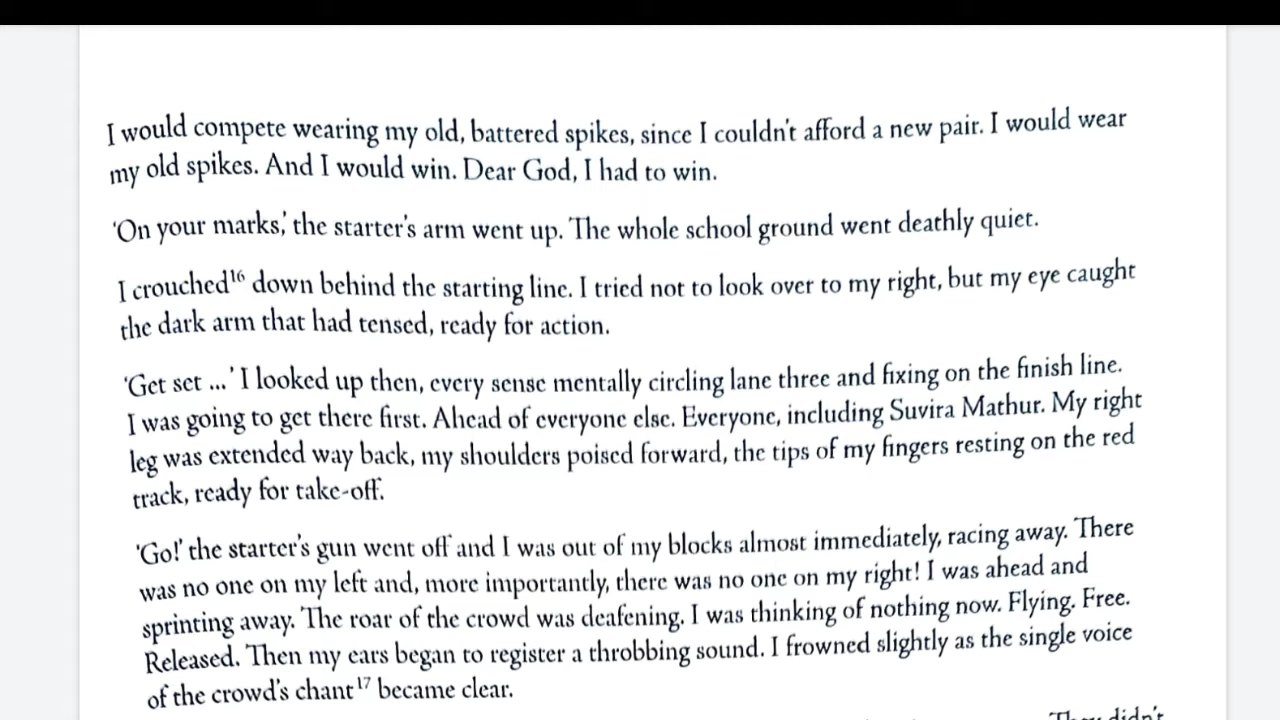 I would compete wearing my old, battered spikes, since I couldn't afford a new pair. I would wear
my old spikes. And I would win. Dear God, I had to win.
'On your marks,' the starter's arm went up. The whole school ground went deathly quiet.
I crouched¹⁶ down behind the starting line. I tried not to look over to my right, but my eye caught
the dark arm that had tensed, ready for action.
'Get set ...' I looked up then, every sense mentally circling lane three and fixing on the finish line.
I was going to get there first. Ahead of everyone else. Everyone, including Suvira Mathur. My right
leg was extended way back, my shoulders poised forward, the tips of my fingers resting on the red
track, ready for take-off.
'Go!' the starter's gun went off and I was out of my blocks almost immediately, racing away. There
was no one on my left and, more importantly, there was no one on my right! I was ahead and
sprinting away. The roar of the crowd was deafening. I was thinking of nothing now. Flying. Free.
Released. Then my ears began to register a throbbing sound. I frowned slightly as the single voice
of the crowd's chant¹⁷ became clear.
They didn't